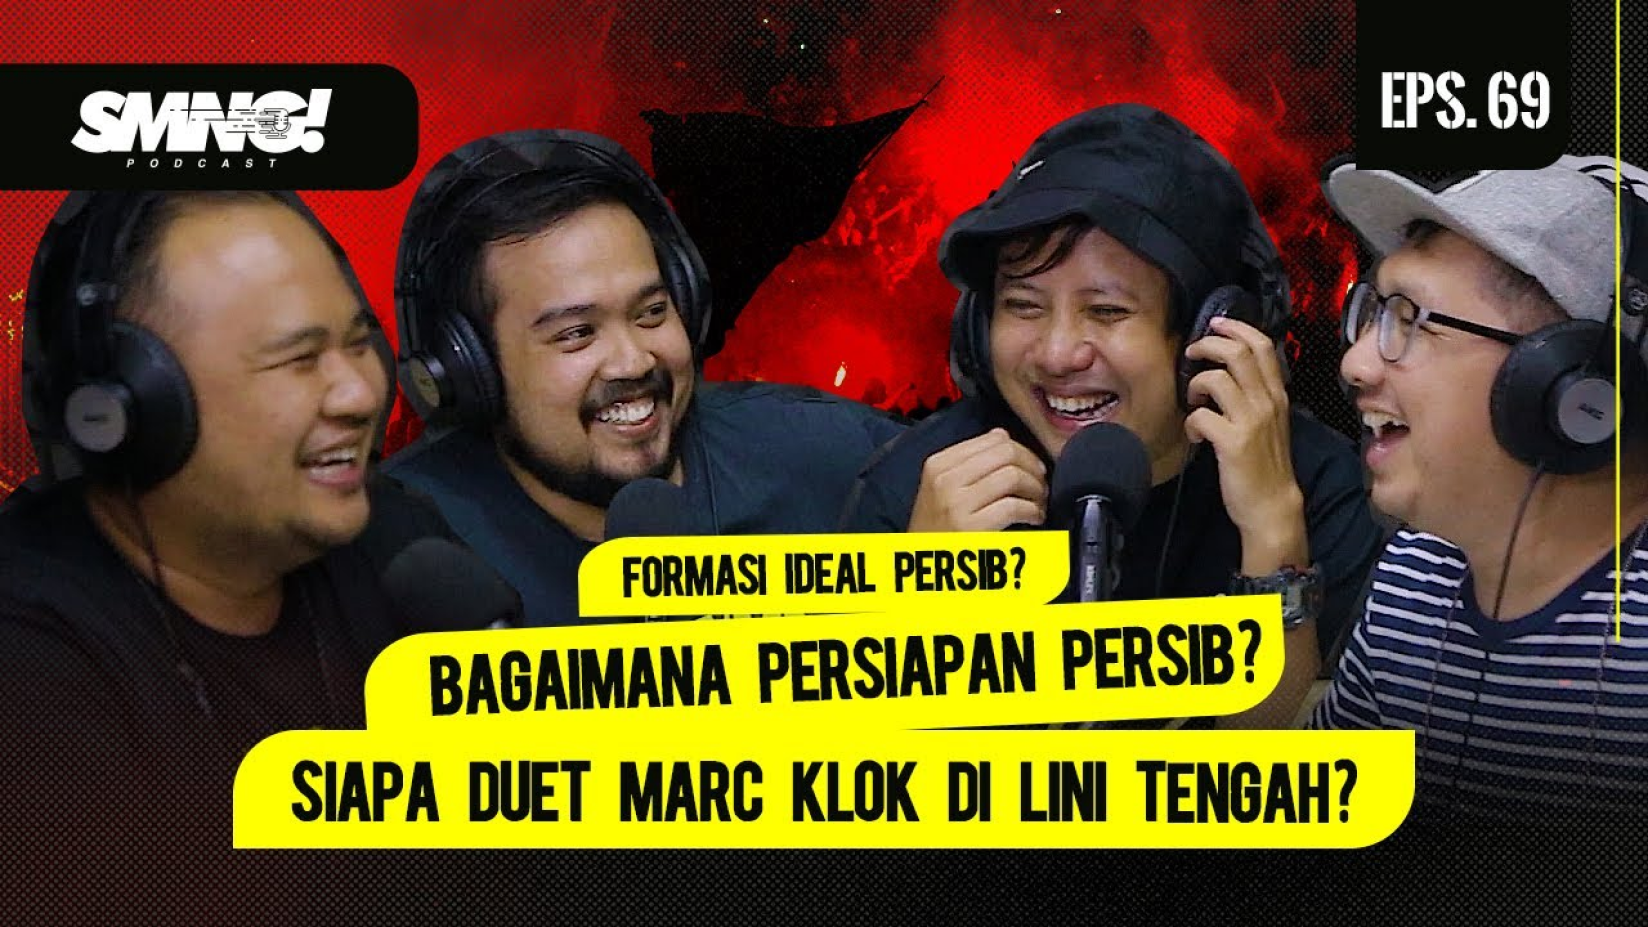 SMNG!
PODCAST
EPS. 69
FORMASI IDEAL PERSIB?
BAGAIMANA PERSIAPAN PERSIB?
SIAPA DUET MARC KLOK DI LINI TENGAH?